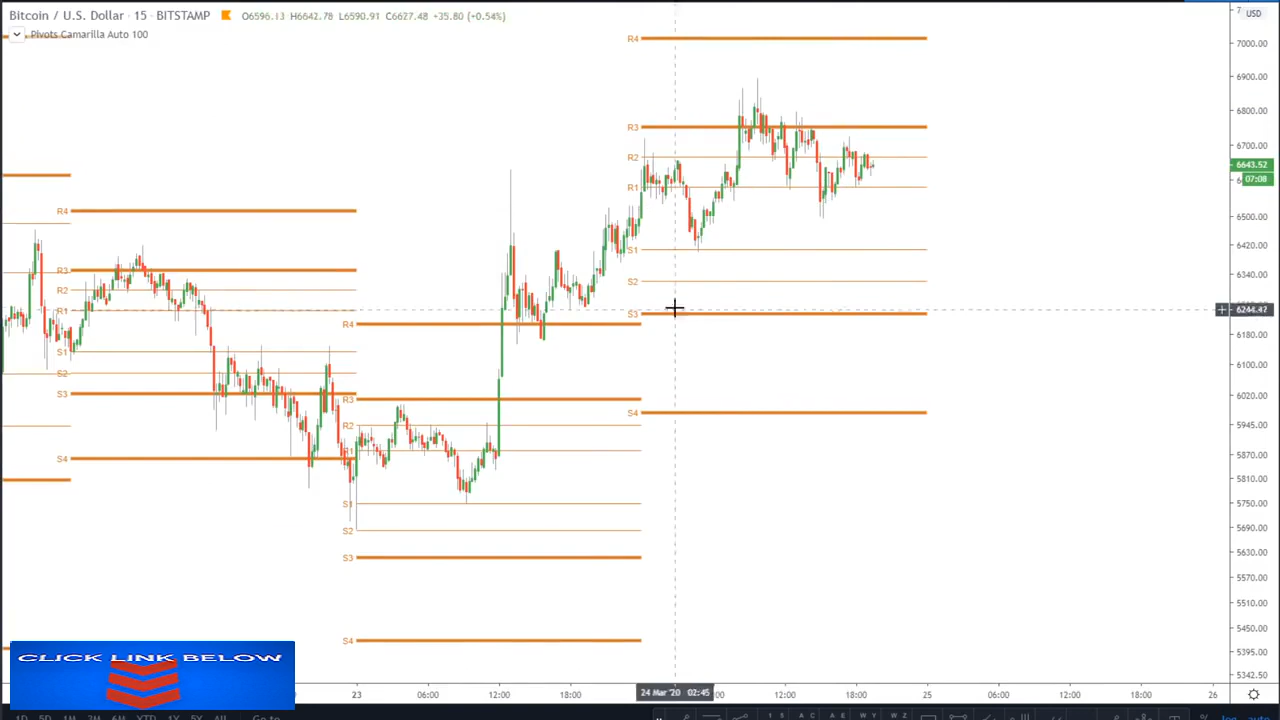 Bitcoin / U.S. Dollar · 15 · BITSTAMP O6596.13 H6642.78 L6590.91 C6627.48 +35.80 (+0.54%)
Pivots Camarilla Auto 100
USD
7000.00
6900.00
6800.00
6700.00
6643.52
07:08
6500.00
6420.00
6340.00
6244.47
6180.00
6100.00
6020.00
5945.00
5870.00
5810.00
5750.00
5690.00
5630.00
5570.00
5510.00
5450.00
5395.00
5342.50
R4
R3
R2
R1
S1
S2
S3
S4
R4
R3
R2
R1
S1
S2
S3
S4
R4
R3
R2
S1
S2
S3
S4
CLICK LINK BELOW
23 06:00 12:00 18:00 24 Mar '20 02:45 12:00 18:00 25 06:00 12:00 18:00 26